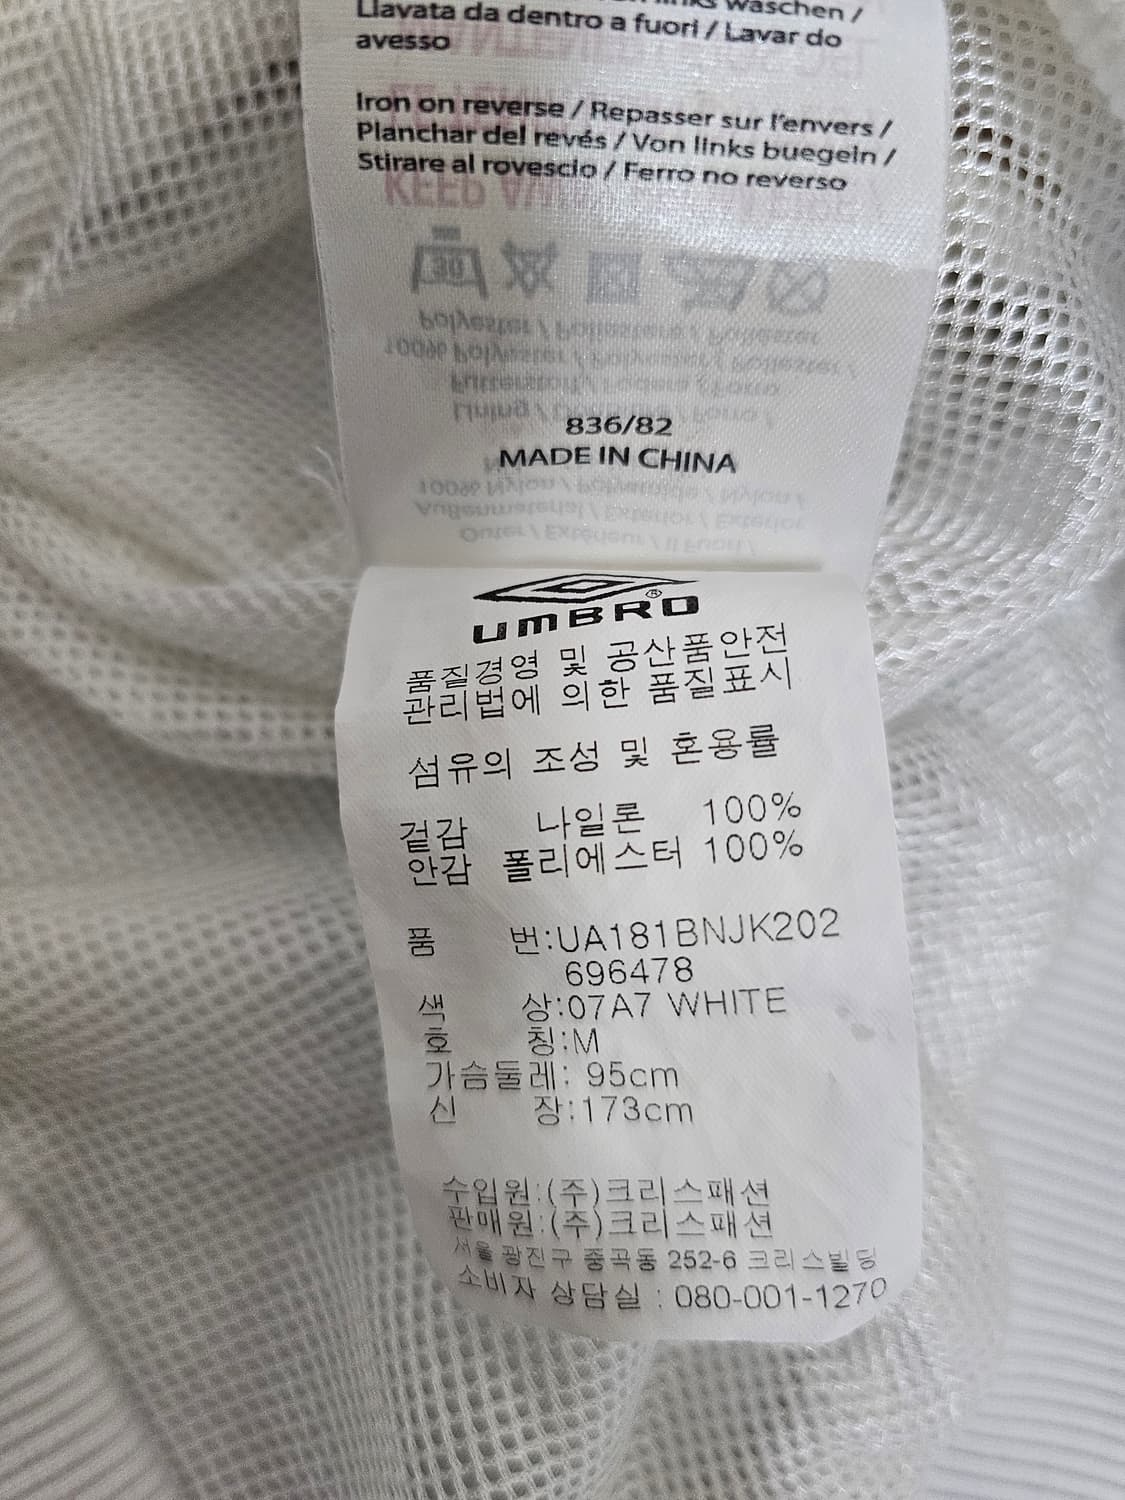 waschen /
Llavata da dentro a fuori / Lavar do
avesso
Iron on reverse / Repasser sur l'envers /
Planchar del revés / Von links buegeln /
Stirare al rovescio / Ferro no reverso
30
836/82
MADE IN CHINA
UMBRO®
품질경영 및 공산품안전
관리법에 의한 품질표시
섬유의 조성 및 혼용률
겉감 나일론 100%
안감 폴리에스터 100%
품 번:UA181BNJK202
696478
색 상:07A7 WHITE
호 칭:M
가슴둘레: 95cm
신 장:173cm
수입원:(주)크리스패션
판매원:(주)크리스패션
서울 광진구 중곡동 252-6 크리스빌딩
소비자 상담실 : 080-001-1270